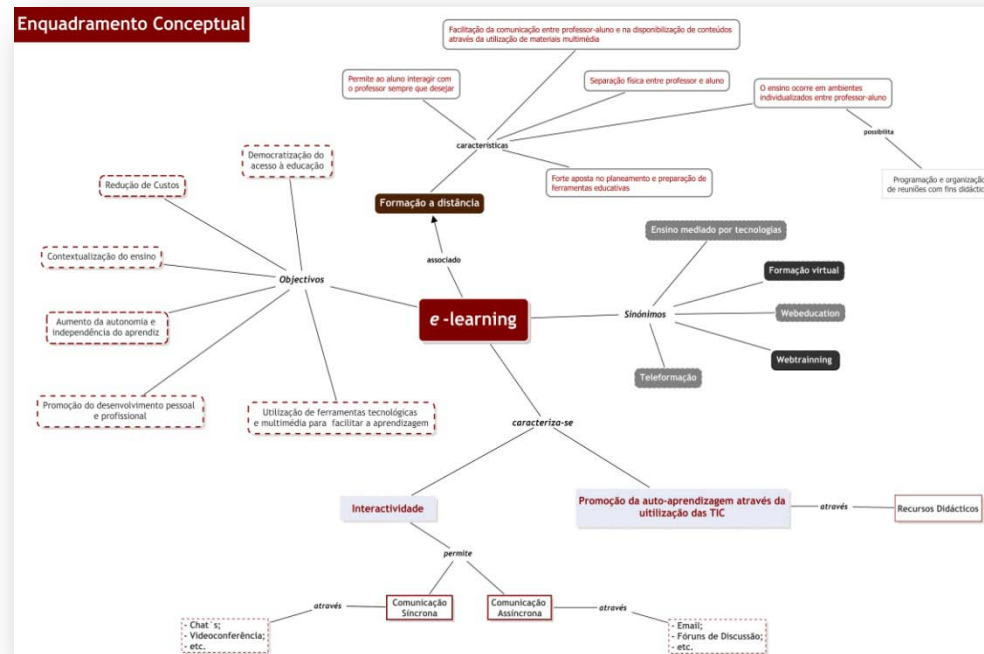 Enquadramento Conceptual
Facilitação da comunicação entre professor-aluno e na disponibilização de conteúdos
através da utilização de materiais multimédia
Permite ao aluno interagir com
o professor sempre que desejar
Separação física entre professor e aluno
O ensino ocorre em ambientes
individualizados entre professor-aluno
possibilita
características
Democratização do
acesso à educação
Forte aposta no planeamento e preparação de
ferramentas educativas
Programação e organização
de reuniões com fins didáctic
Redução de Custos
Formação a distância
Ensino mediado por tecnologias
Contextualização do ensino
associado
Formação virtual
Objectivos
e-learning
Sinónimos
Webeducation
Aumento da autonomia e
independência do aprendiz
Webtrainning
Teleformação
Promoção do desenvolvimento pessoal
e profissional
Utilização de ferramentas tecnológicas
e multimédia para facilitar a aprendizagem
caracteriza-se
Interactividade
Promoção da auto-aprendizagem através da
uitilização das TIC
através
Recursos Didácticos
permite
Comunicação
Síncrona
Comunicação
Assíncrona
através
através
- Chat´s;
- Videoconferência;
- etc.
- Email;
- Fóruns de Discussão;
- etc.